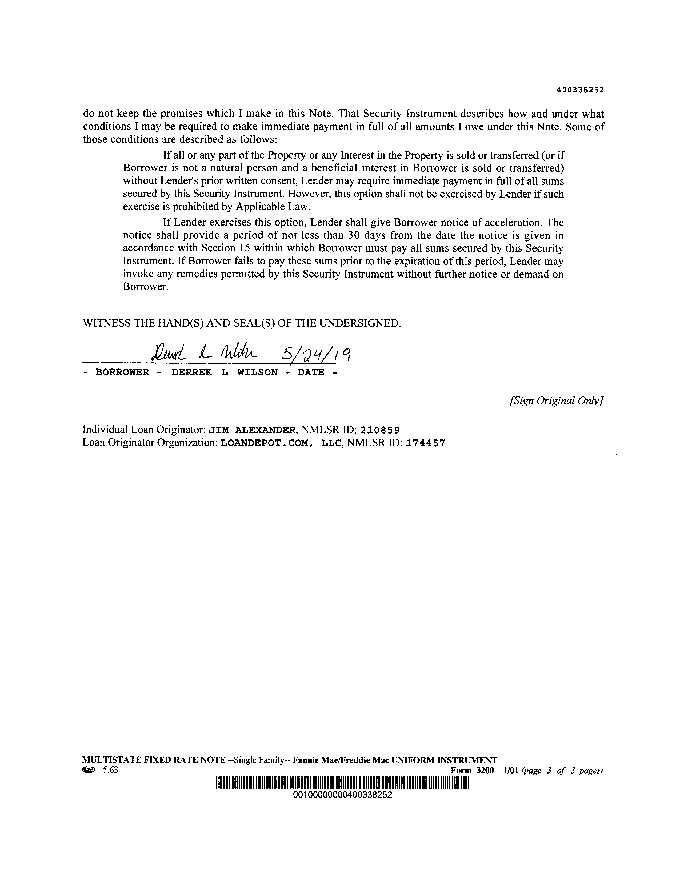 400338252
do not keep the promises which I make in this Note. That Security Instrument describes how and under what
conditions I may be required to make immediate payment in full of all amounts I owe under this Note. Some of
those conditions are described as follows:
If all or any part of the Property or any Interest in the Property is sold or transferred (or if
Borrower is not a natural person and a beneficial interest in Borrower is sold or transferred)
without Lender's prior written consent, Lender may require immediate payment in full of all sums
secured by this Security Instrument. However, this option shall not be exercised by Lender if such
exercise is prohibited by Applicable Law.
If Lender exercises this option, Lender shall give Borrower notice of acceleration. The
notice shall provide a period of not less than 30 days from the date the notice is given in
accordance with Section 15 within which Borrower must pay all sums secured by this Security
Instrument. If Borrower fails to pay these sums prior to the expiration of this period, Lender may
invoke any remedies permitted by this Security Instrument without further notice or demand on
Borrower.
WITNESS THE HAND(S) AND SEAL(S) OF THE UNDERSIGNED.
5/24/19
- BORROWER - DERREK L WILSON - DATE -
[Sign Original Only]
Individual Loan Originator: JIM ALEXANDER, NMLSR ID: 210859
Loan Originator Organization: LOANDEPOT.COM, LLC, NMLSR ID: 174457
MULTISTATE FIXED RATE NOTE --Single Family-- Fannie Mae/Freddie Mac UNIFORM INSTRUMENT
Form 3200 1/01 (page 3 of 3 pages)
00100000000400338252